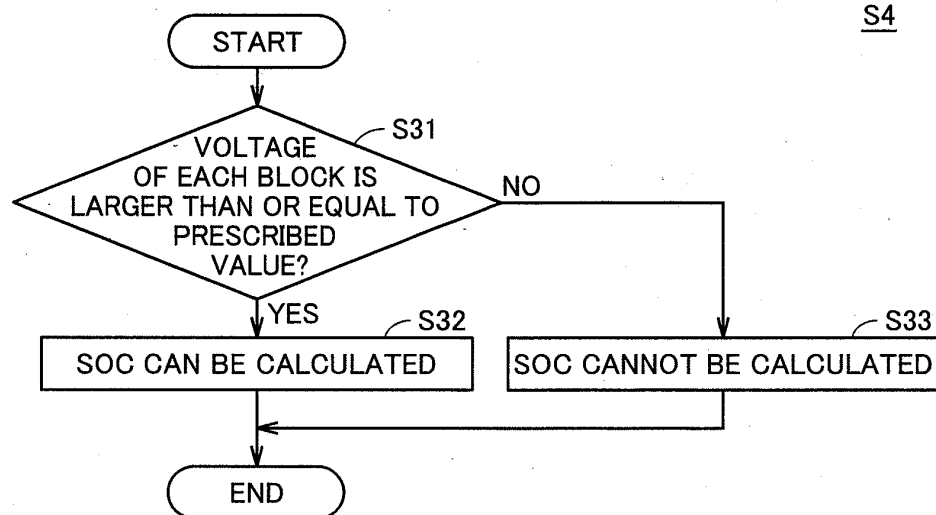 S4
START
S31
VOLTAGE
OF EACH BLOCK IS
LARGER THAN OR EQUAL TO
PRESCRIBED
VALUE?
NO
YES
S32
SOC CAN BE CALCULATED
S33
SOC CANNOT BE CALCULATED
END